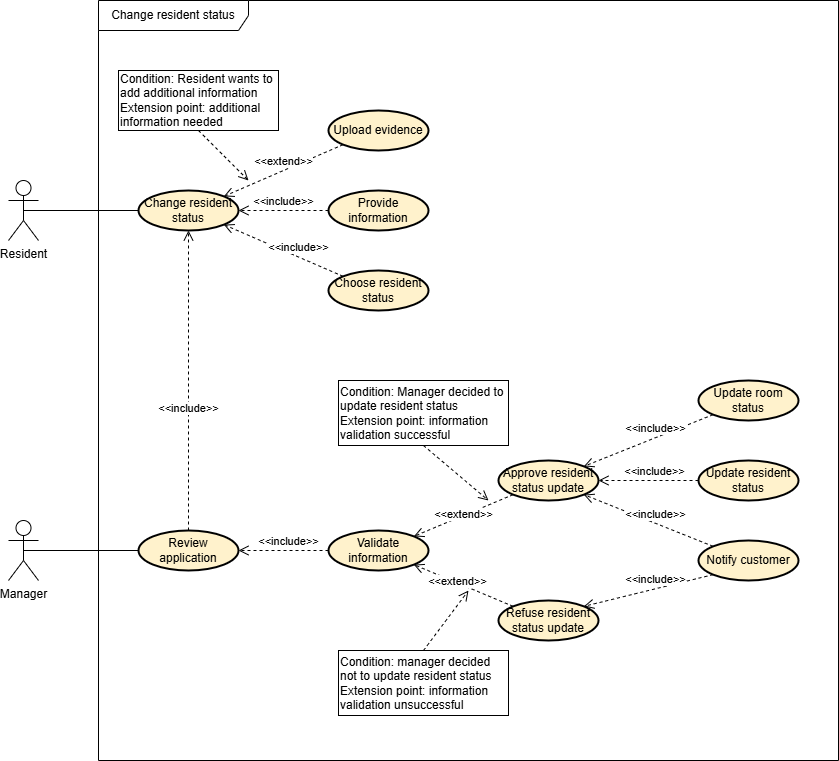 Change resident status
Condition: Resident wants to
add additional information
Extension point: additional
information needed
Upload evidence
<<extend>>
Change resident
status
<<include>>
Provide
information
Resident
<<include>>
Choose resident
status
<<include>>
Condition: Manager decided to
update resident status
Extension point: information
validation successful
Update room
status
<<include>>
Approve resident
status update
<<include>>
Update resident
status
<<extend>>
<<include>>
Review
application
<<include>>
Validate
information
Notify customer
Manager
<<extend>>
<<include>>
Refuse resident
status update
Condition: manager decided
not to update resident status
Extension point: information
validation unsuccessful